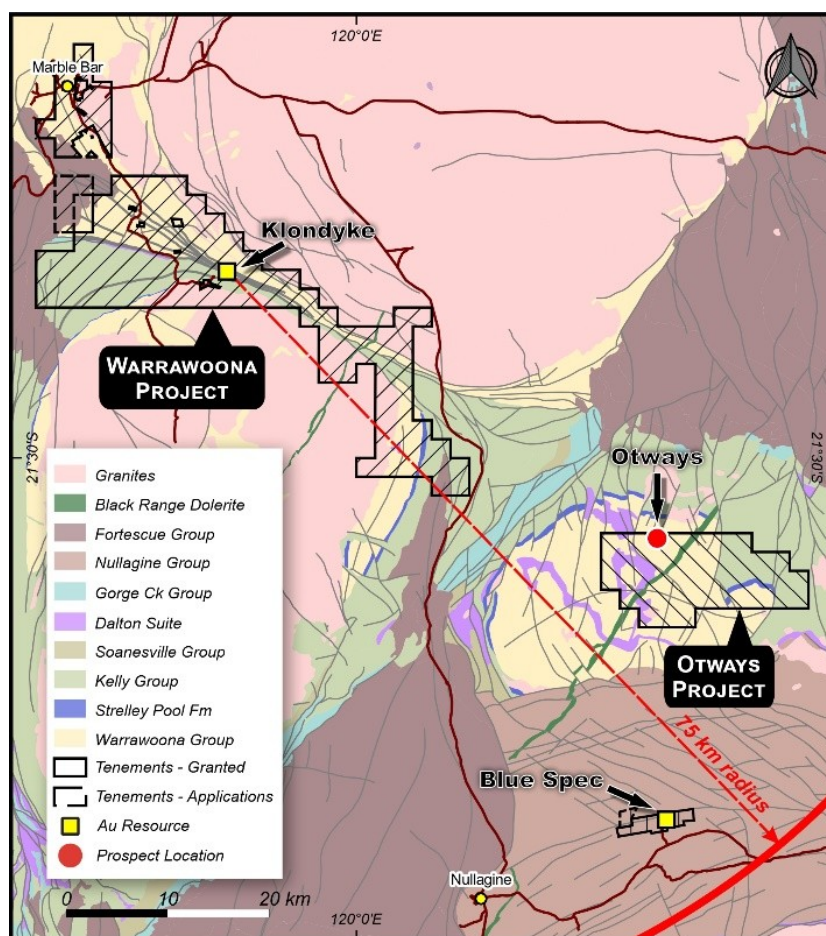 120°0'E
Marble Bar
Klondyke
WARRAWOONA
PROJECT
21°30'S
21°30'S
Otways
Granites
Black Range Dolerite
Fortescue Group
Nullagine Group
Gorge Ck Group
Dalton Suite
Soanesville Group
Kelly Group
Strelley Pool Fm
Warrawoona Group
Tenements - Granted
Tenements - Applications
Au Resource
Prospect Location
OTWAYS
PROJECT
75 km radius
Blue Spec
Nullagine
0 10 20 km
120°0'E